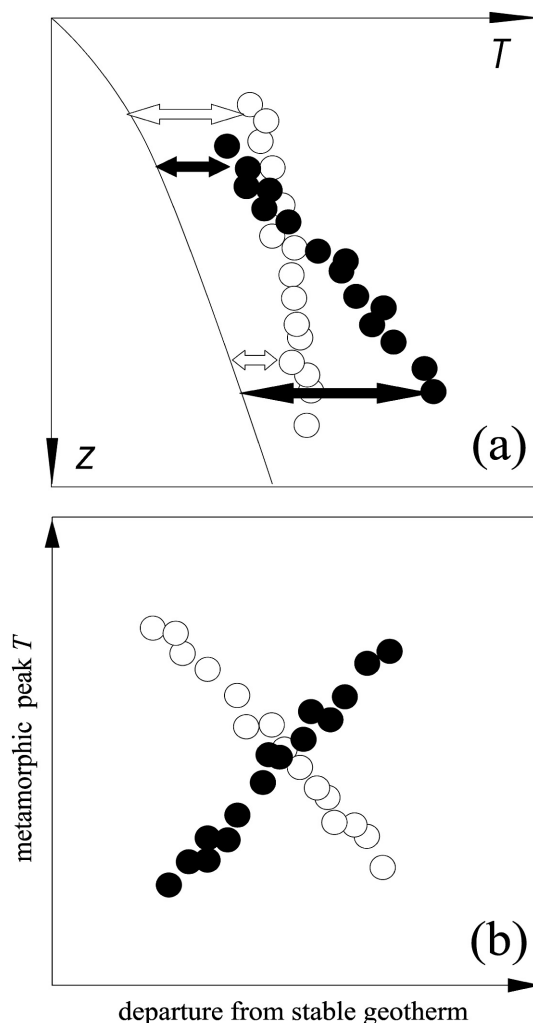 T
z
(a)
metamorphic peak T
(b)
departure from stable geotherm